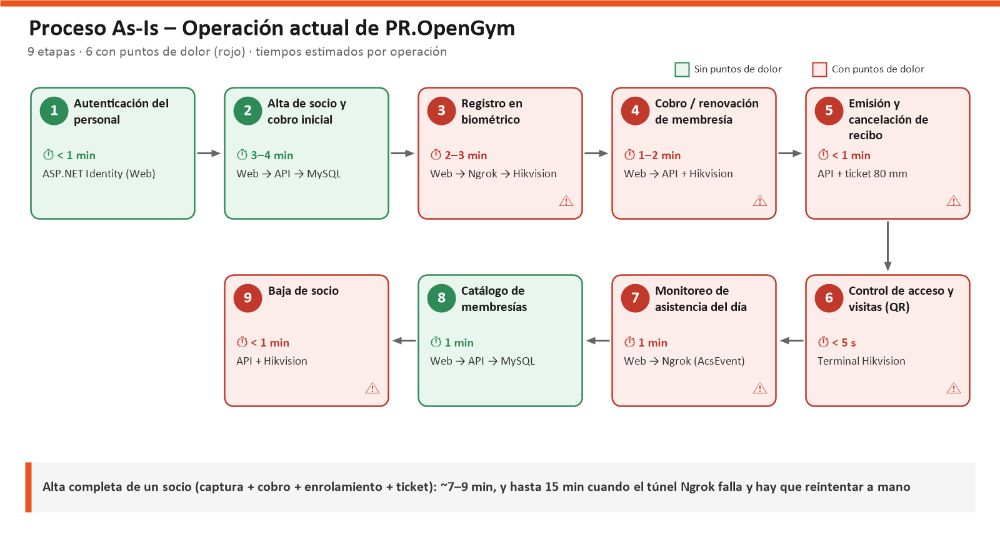 Proceso As-Is – Operación actual de PR.OpenGym
9 etapas · 6 con puntos de dolor (rojo) · tiempos estimados por operación
Sin puntos de dolor
Con puntos de dolor
1
Autenticación del
personal
⏱ < 1 min
ASP.NET Identity (Web)
2
Alta de socio y
cobro inicial
⏱ 3–4 min
Web → API → MySQL
3
Registro en
biométrico
⏱ 2–3 min
Web → Ngrok → Hikvision
⚠
4
Cobro / renovación
de membresía
⏱ 1–2 min
Web → API + Hikvision
⚠
5
Emisión y
cancelación de
recibo
⏱ < 1 min
API + ticket 80 mm
⚠
6
Control de acceso y
visitas (QR)
⏱ < 5 s
Terminal Hikvision
⚠
7
Monitoreo de
asistencia del día
⏱ 1 min
Web → Ngrok (AcsEvent)
⚠
8
Catálogo de
membresías
⏱ 1 min
Web → API → MySQL
9
Baja de socio
⏱ < 1 min
API + Hikvision
⚠
Alta completa de un socio (captura + cobro + enrolamiento + ticket): ~7–9 min, y hasta 15 min cuando el túnel Ngrok falla y hay que reintentar a mano